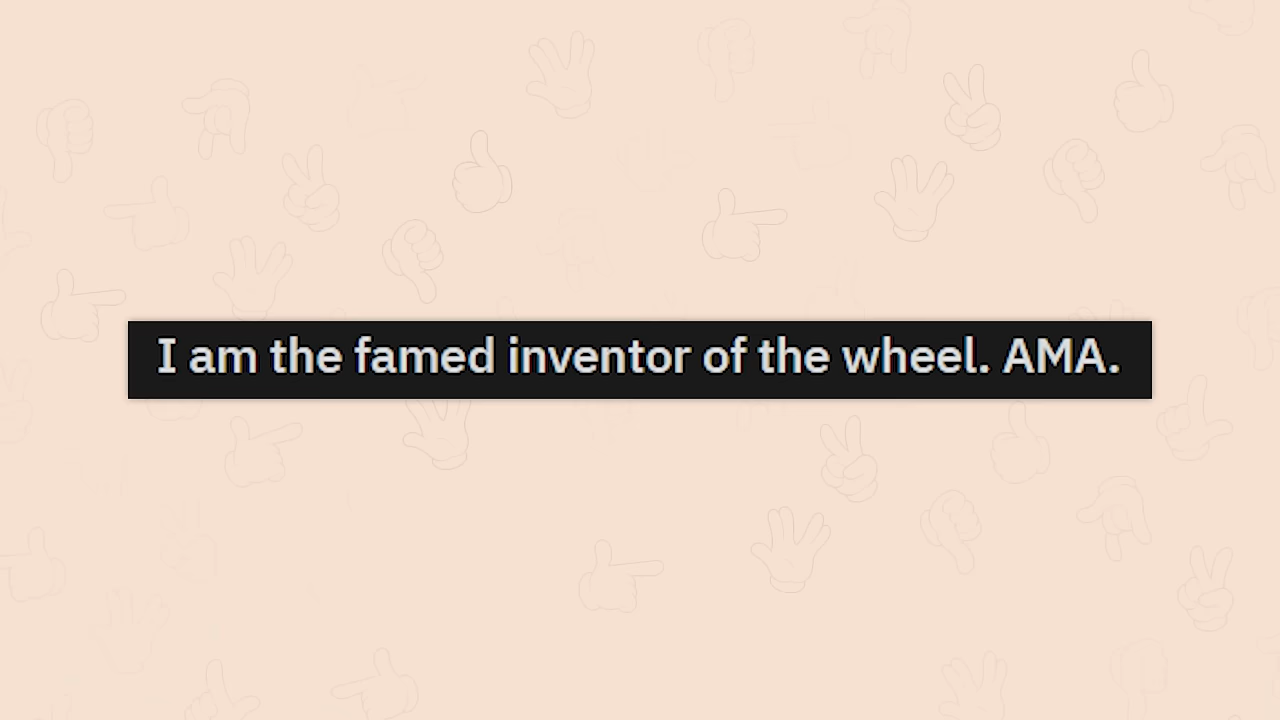 I am the famed inventor of the wheel. AMA.